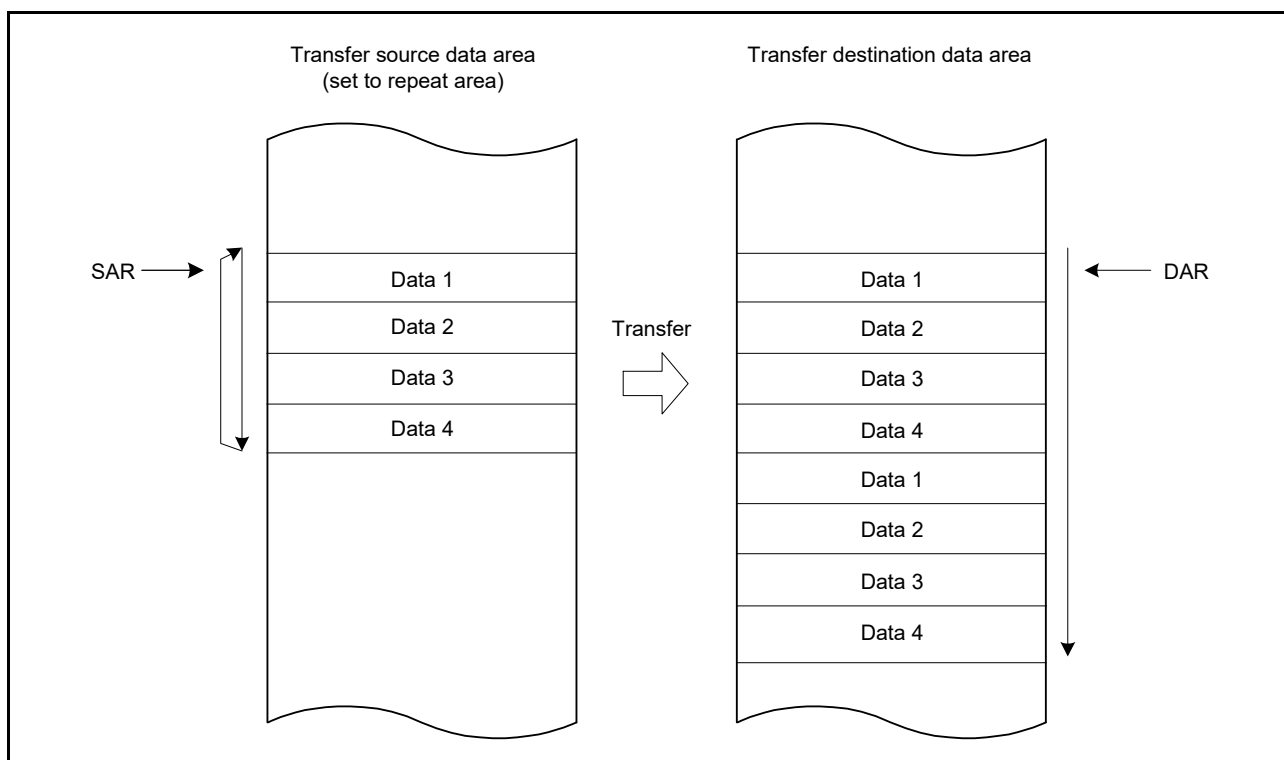 Transfer source data area
(set to repeat area)
Transfer destination data area
SAR
Data 1
Data 2
Data 3
Data 4
Transfer
Data 1
Data 2
Data 3
Data 4
Data 1
Data 2
Data 3
Data 4
DAR